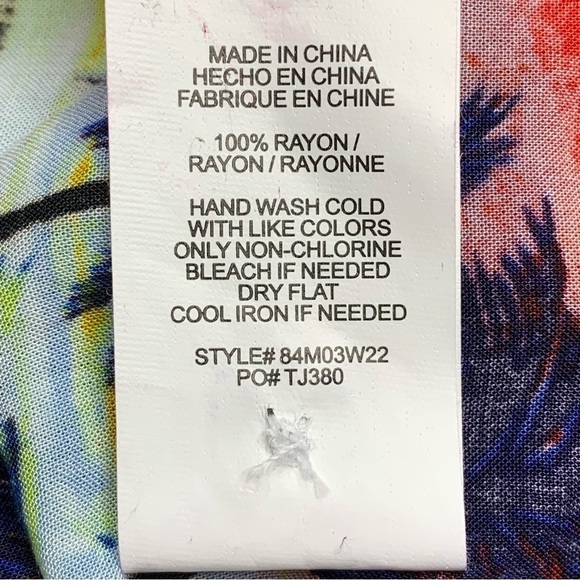 MADE IN CHINA
HECHO EN CHINA
FABRIQUE EN CHINE
100% RAYON /
RAYON / RAYONNE
HAND WASH COLD
WITH LIKE COLORS
ONLY NON-CHLORINE
BLEACH IF NEEDED
DRY FLAT
COOL IRON IF NEEDED
STYLE# 84M03W22
PO# TJ380